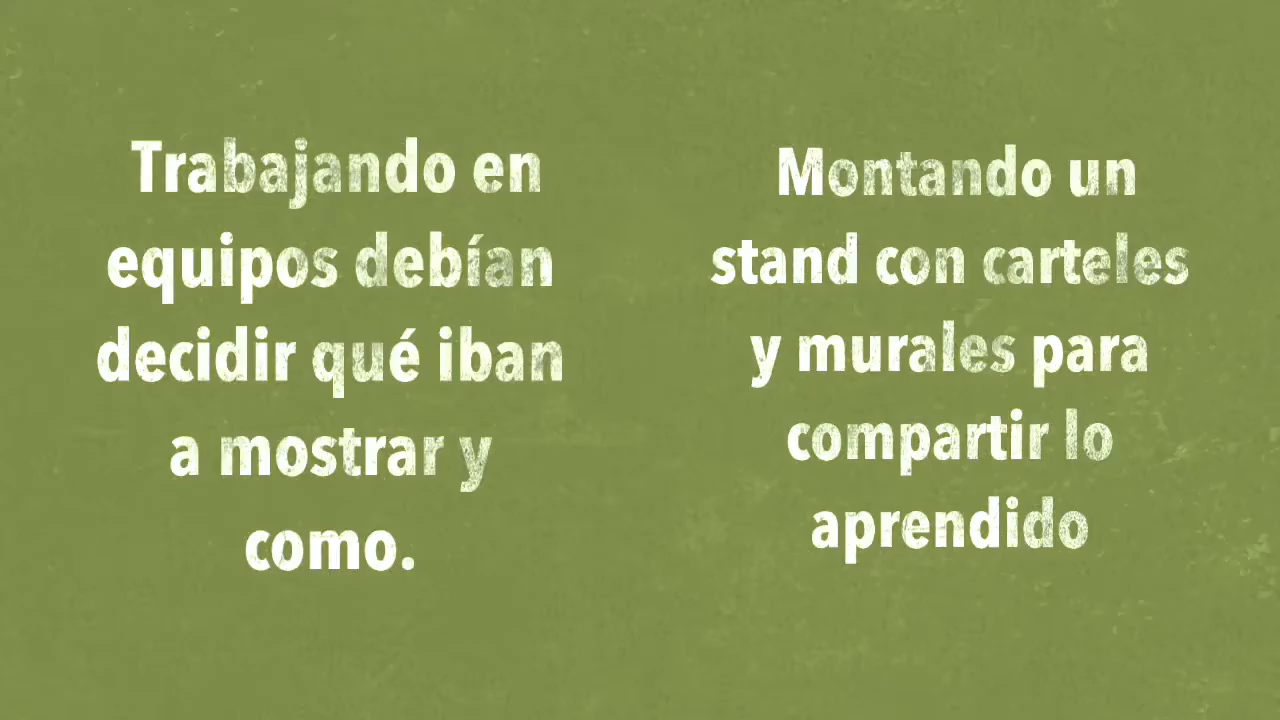 Trabajando en
equipos debían
decidir qué iban
a mostrar y
como.
Montando un
stand con carteles
y murales para
compartir lo
aprendido